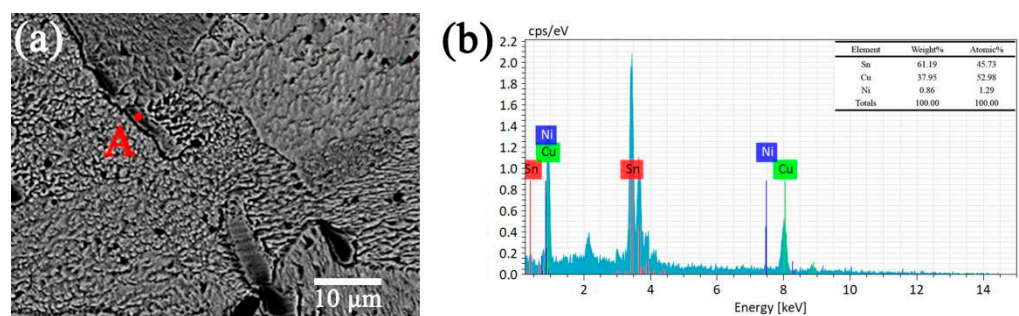 (a)
A
10 µm
(b)
cps/eV
2.2
2.0
1.8
1.6
1.4
1.2
1.0
0.8
0.6
0.4
0.2
0.0
Sn
Ni
Cu
Sn
Ni
Cu
2 4 6 8 10 12 14
Energy [keV]
Element Weight% Atomic%
Sn 61.19 45.73
Cu 37.95 52.98
Ni 0.86 1.29
Totals 100.00 100.00